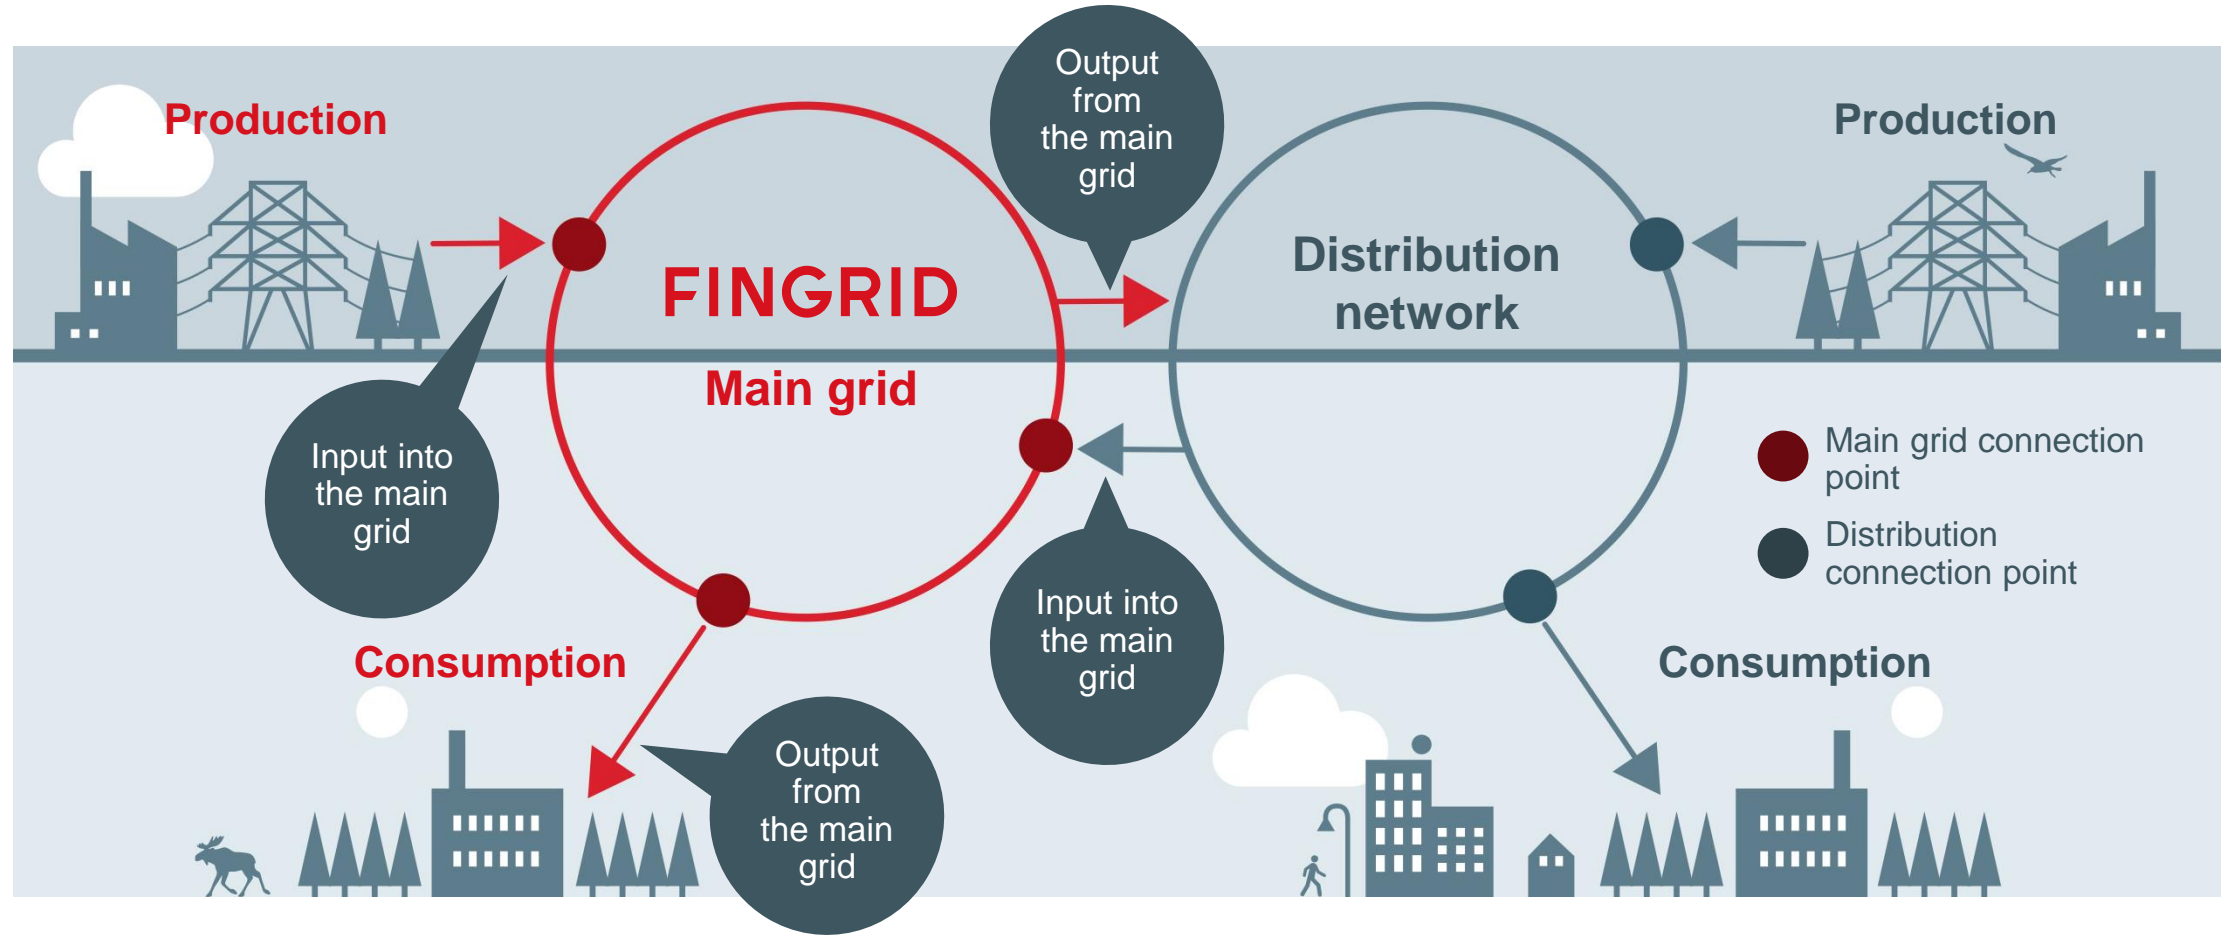 Production
Output
from
the main
grid
Production
FINGRID
Main grid
Distribution
network
Input into
the main
grid
Main grid connection
point
Distribution
connection point
Input into
the main
grid
Consumption
Consumption
Output
from
the main
grid